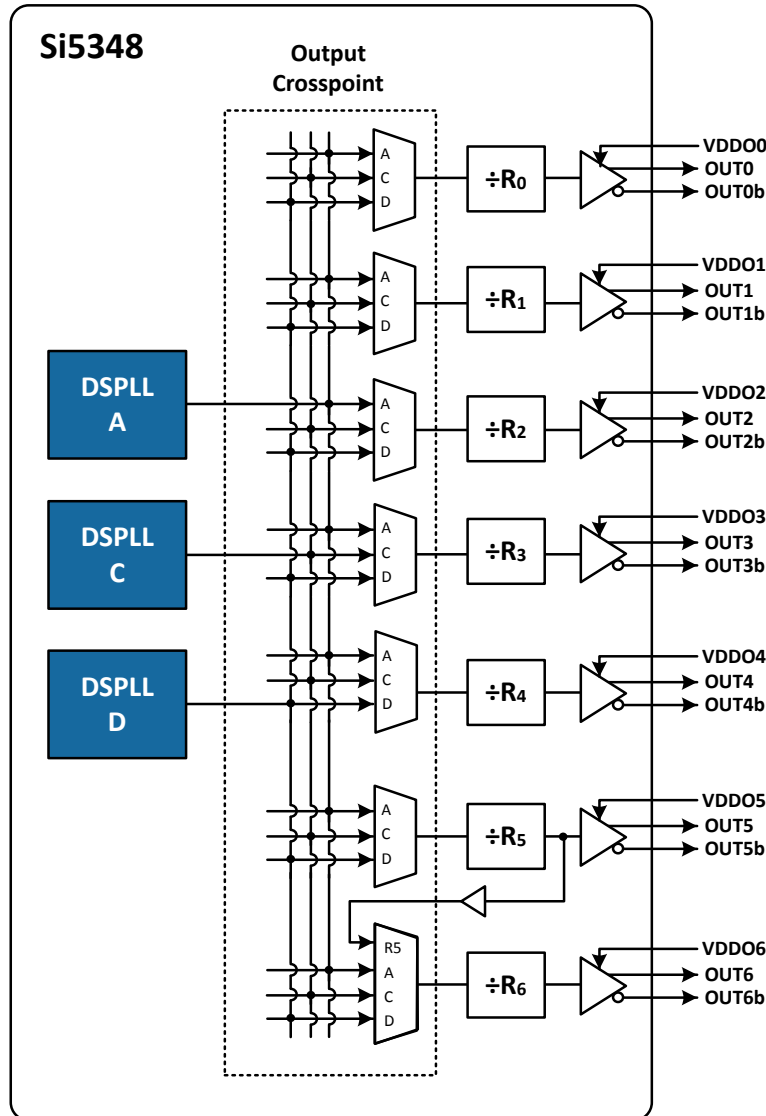 Si5348
Output
Crosspoint
A
C
D
÷R0
VDDO0
OUT0
OUT0b
A
C
D
÷R1
VDDO1
OUT1
OUT1b
DSPLL
A
A
C
D
÷R2
VDDO2
OUT2
OUT2b
DSPLL
C
A
C
D
÷R3
VDDO3
OUT3
OUT3b
DSPLL
D
A
C
D
÷R4
VDDO4
OUT4
OUT4b
A
C
D
÷R5
VDDO5
OUT5
OUT5b
R5
A
C
D
÷R6
VDDO6
OUT6
OUT6b